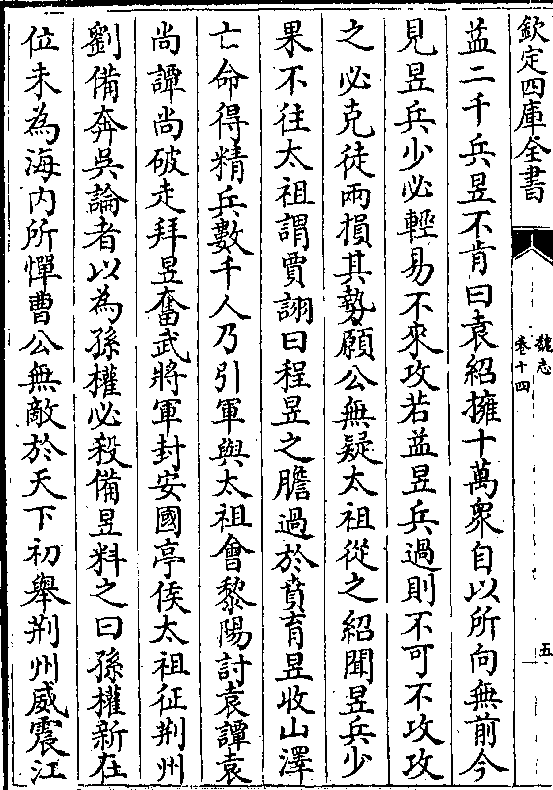 欽定四庫全書
魏志
卷十四
五
益二千兵昱不肯曰袁紹擁十萬衆自以所向無前今
見昱兵少必輕易不來攻若益昱兵過則不可不攻攻
之必克徒兩損其勢願公無疑太祖從之紹聞昱兵少
果不往太祖謂賈詡曰程昱之膽過於賁育昱收山澤
亡命得精兵數千人乃引軍與太祖會黎陽討袁譚袁
尚譚尚破走拜昱奮武將軍封安國亭侯太祖征荆州
劉備奔吳論者以為孫權必殺備昱料之曰孫權新在
位未為海内所憚曹公無敵於天下初舉荆州威震江